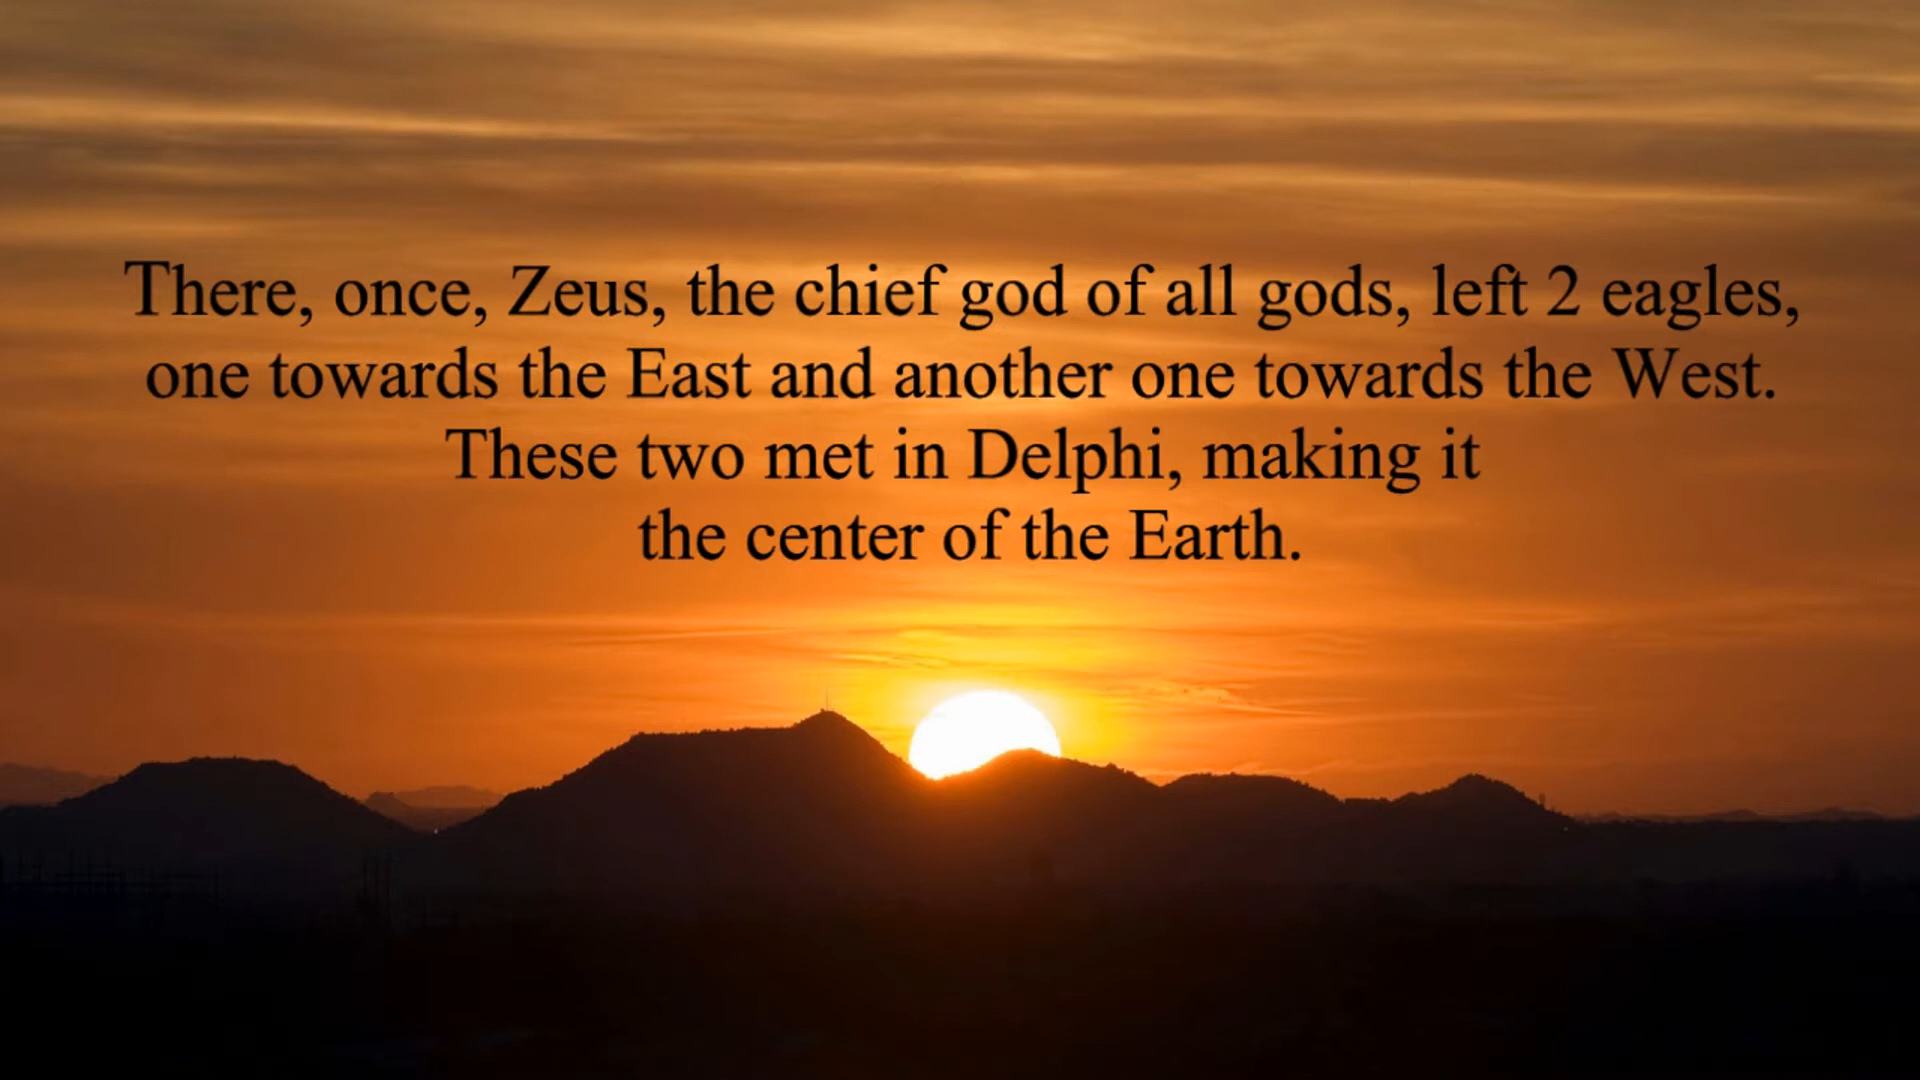 There, once, Zeus, the chief god of all gods, left 2 eagles,
one towards the East and another one towards the West.
These two met in Delphi, making it
the center of the Earth.